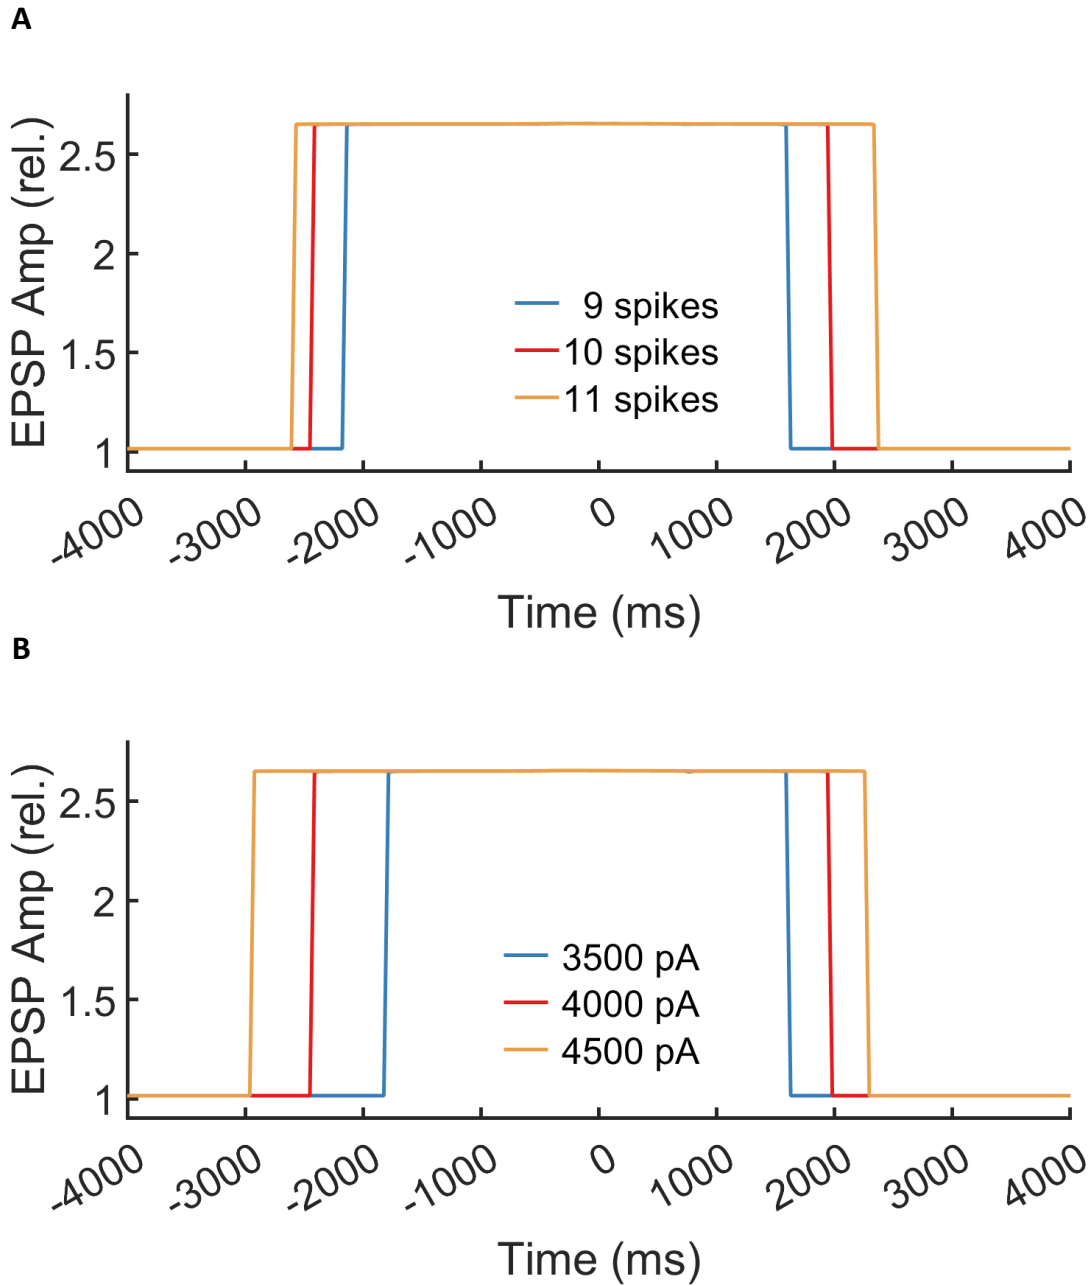 A
EPSP Amp (rel.)
2.5
2
1.5
1
9 spikes
10 spikes
11 spikes
-4000 -3000 -2000 -1000 0 1000 2000 3000 4000
Time (ms)
B
EPSP Amp (rel.)
2.5
2
1.5
1
3500 pA
4000 pA
4500 pA
-4000 -3000 -2000 -1000 0 1000 2000 3000 4000
Time (ms)